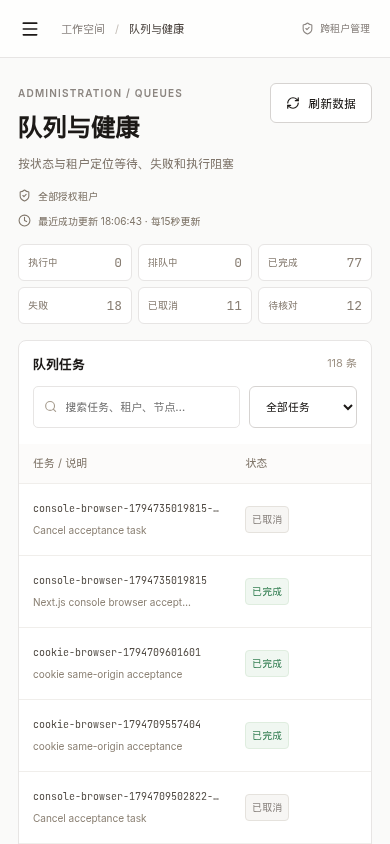 工作空间 / 队列与健康
跨租户管理
ADMINISTRATION / QUEUES
队列与健康
刷新数据
按状态与租户定位等待、失败和执行阻塞
全部授权租户
最近成功更新 18:06:43 · 每15秒更新
执行中 0
排队中 0
已完成 77
失败 18
已取消 11
待核对 12
队列任务
118 条
搜索任务、租户、节点...
全部任务
任务 / 说明 状态
console-browser-1794735019815-…
Cancel acceptance task
已取消
console-browser-1794735019815
Next.js console browser accept...
已完成
cookie-browser-1794709601601
cookie same-origin acceptance
已完成
cookie-browser-1794709557404
cookie same-origin acceptance
已完成
console-browser-1794709502822-…
Cancel acceptance task
已取消